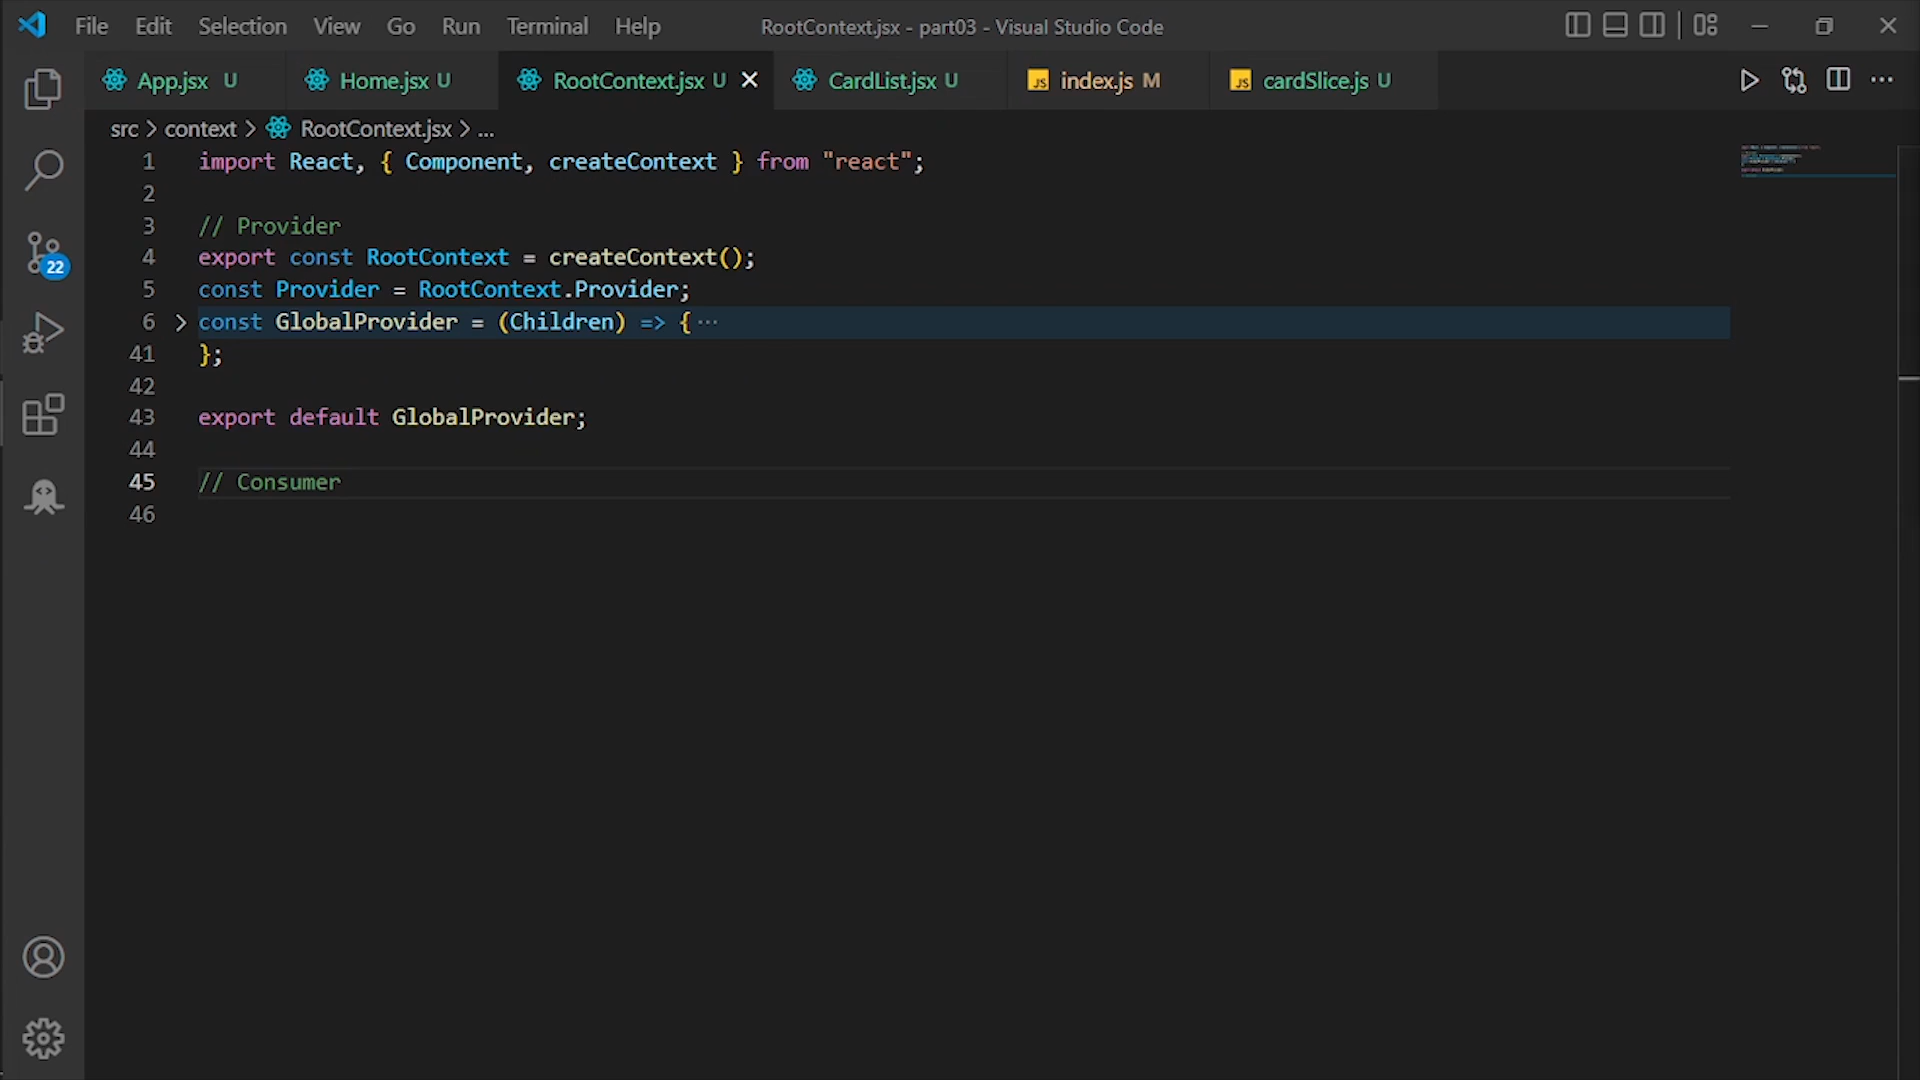 File Edit Selection View Go Run Terminal Help RootContext.jsx - part03 - Visual Studio Code
App.jsx U Home.jsx U RootContext.jsx U CardList.jsx U JS index.js M JS cardSlice.js U
src > context > RootContext.jsx > ...
1 import React, { Component, createContext } from "react";
2
3 // Provider
4 export const RootContext = createContext();
5 const Provider = RootContext.Provider;
6 const GlobalProvider = (Children) => { ···
41 };
42
43 export default GlobalProvider;
44
45 // Consumer
46
22